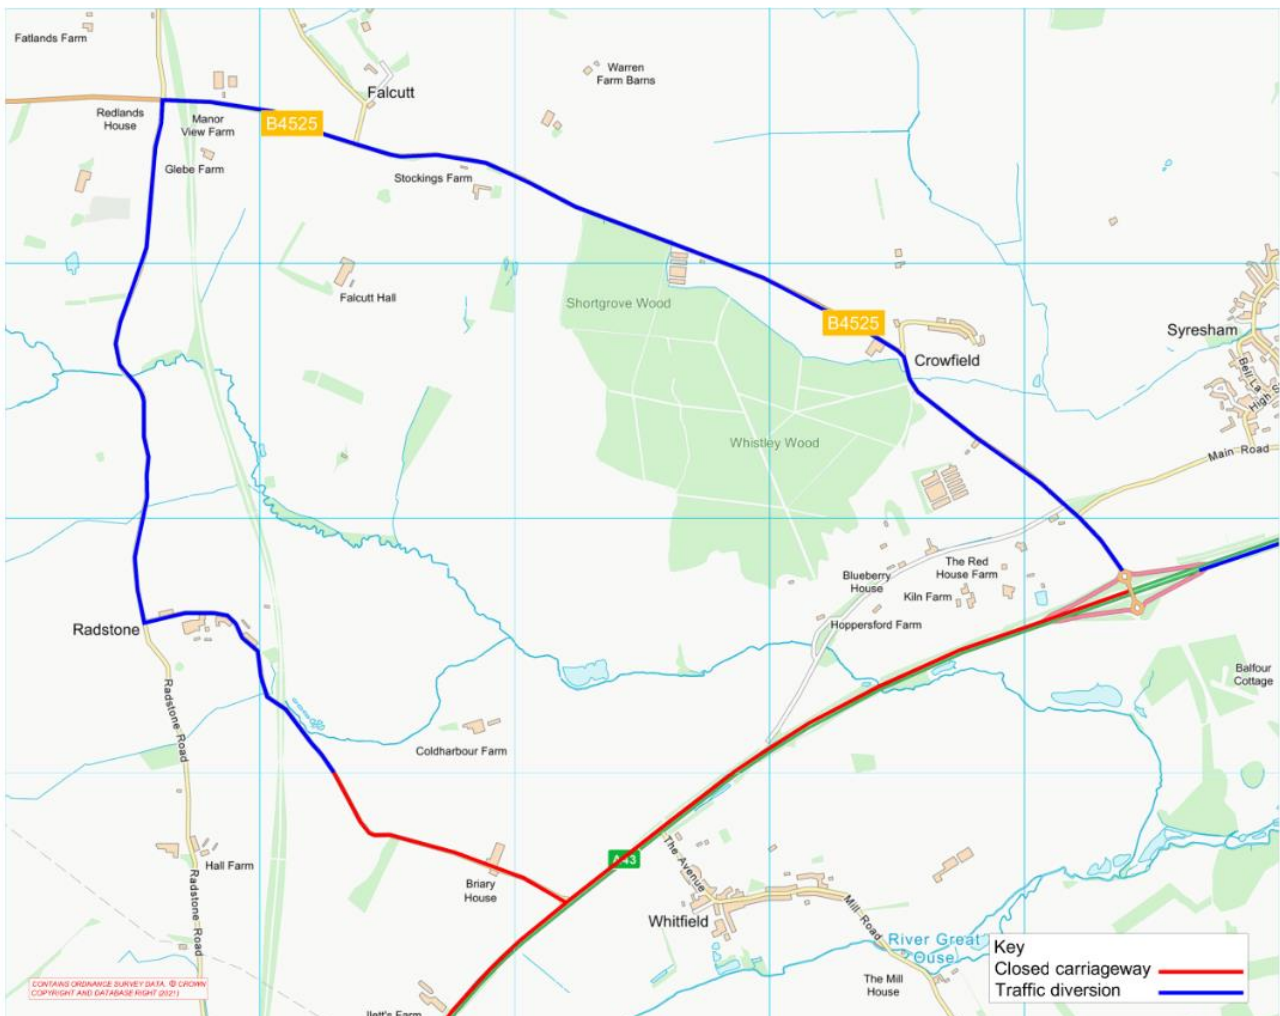 Fatlands Farm
Falcutt
Warren
Farm Barns
Redlands
House
Manor
View Farm
B4525
Glebe Farm
Stockings Farm
Falcutt Hall
Shortgrove Wood
B4525
Crowfield
Syresham
Bell La
High S
Whistley Wood
Main Road
The Red
House Farm
Blueberry
House
Kiln Farm
Hoppersford Farm
Radstone
Balfour
Cottage
Radstone Road
Coldharbour Farm
A43
The Avenue
Hall Farm
Briary
House
Radstone Road
Whitfield
Mill Road
River Great
Ouse
The Mill
House
Key
Closed carriageway
Traffic diversion
CONTAINS ORDNANCE SURVEY DATA. © CROWN
COPYRIGHT AND DATABASE RIGHT (2021)